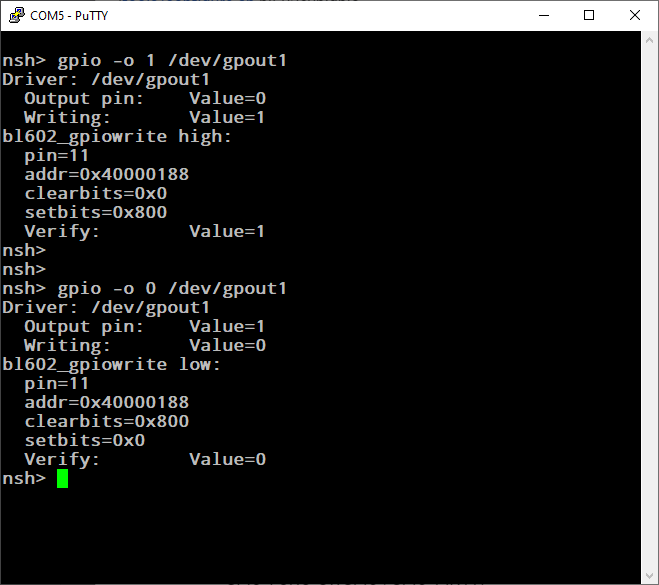 COM5 - PuTTY
nsh> gpio -o 1 /dev/gpout1
Driver: /dev/gpout1
  Output pin:    Value=0
  Writing:       Value=1
bl602_gpiowrite high:
  pin=11
  addr=0x40000188
  clearbits=0x0
  setbits=0x800
  Verify:        Value=1
nsh>
nsh>
nsh> gpio -o 0 /dev/gpout1
Driver: /dev/gpout1
  Output pin:    Value=1
  Writing:       Value=0
bl602_gpiowrite low:
  pin=11
  addr=0x40000188
  clearbits=0x800
  setbits=0x0
  Verify:        Value=0
nsh>